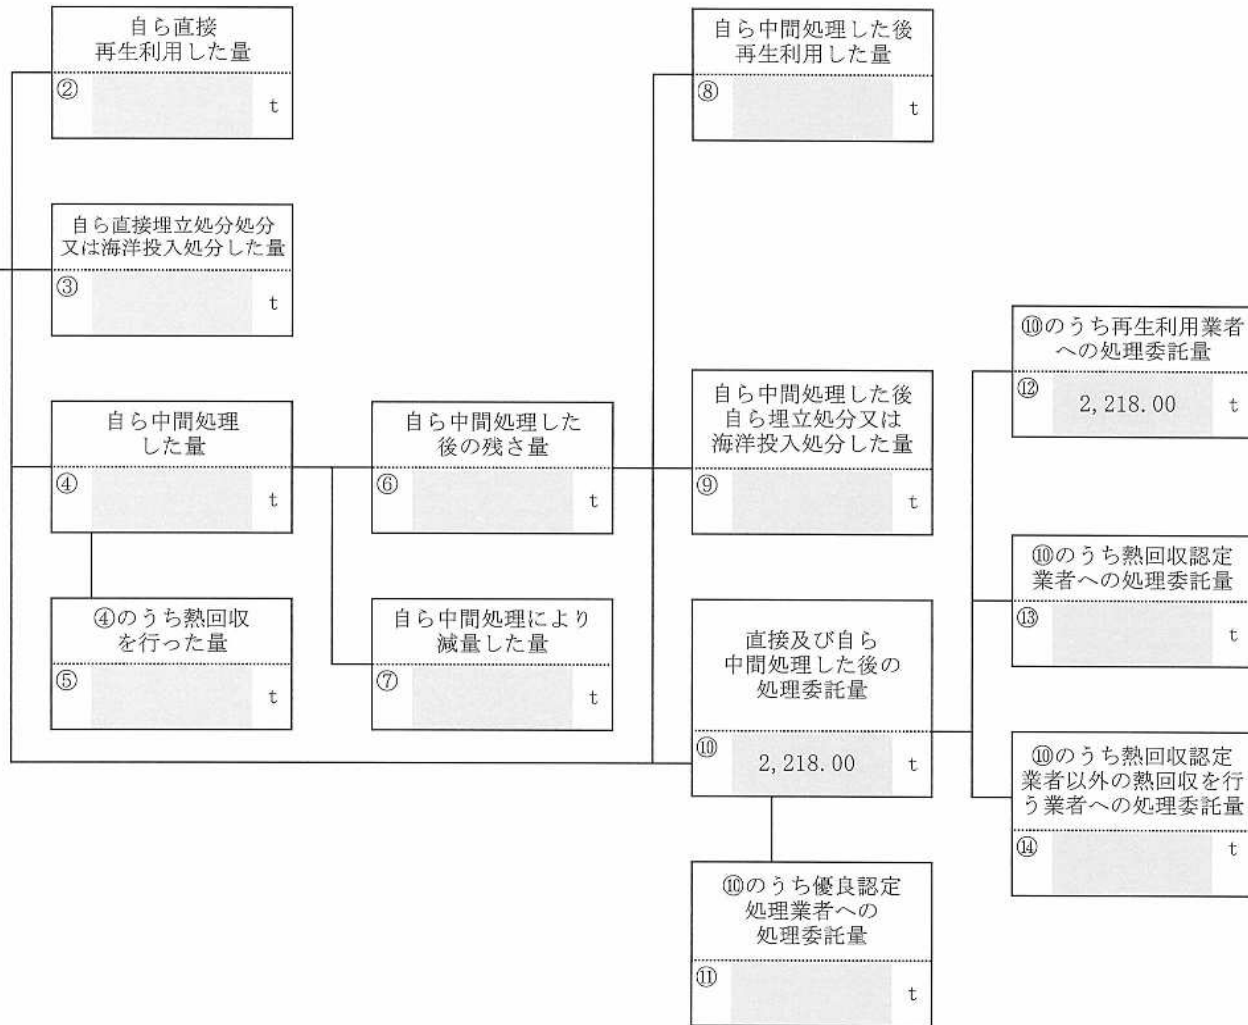 自ら直接
再生利用した量
②
t
自ら中間処理した後
再生利用した量
⑧
t
自ら直接埋立処分処分
又は海洋投入処分した量
③
t
⑩のうち再生利用業者
への処理委託量
⑫
2,218.00
t
自ら中間処理
した量
④
t
自ら中間処理した
後の残さ量
⑥
t
自ら中間処理した後
自ら埋立処分又は
海洋投入処分した量
⑨
t
⑩のうち熱回収認定
業者への処理委託量
⑬
t
④のうち熱回収
を行った量
⑤
t
自ら中間処理により
減量した量
⑦
t
直接及び自ら
中間処理した後の
処理委託量
⑩
2,218.00
t
⑩のうち熱回収認定
業者以外の熱回収を行
う業者への処理委託量
⑭
t
⑩のうち優良認定
処理業者への
処理委託量
⑪
t